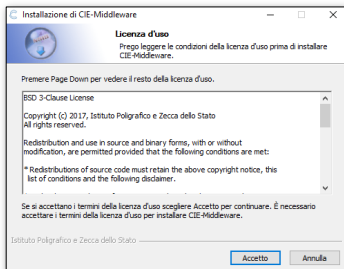 Installazione di CIE-Middleware
Licenza d'uso
Prego leggere le condizioni della licenza d'uso prima di installare
CIE-Middleware.
Premere Page Down per vedere il resto della licenza d'uso.
BSD 3-Clause License
Copyright (c) 2017, Istituto Poligrafico e Zecca dello Stato
All rights reserved.
Redistribution and use in source and binary forms, with or without
modification, are permitted provided that the following conditions are met:
* Redistributions of source code must retain the above copyright notice, this
list of conditions and the following disclaimer.
Se si accettano i termini della licenza d'uso scegliere Accetto per continuare. È necessario
accettare i termini della licenza d'uso per installare CIE-Middleware.
Istituto Poligrafico e Zecca dello Stato
Accetto
Annulla